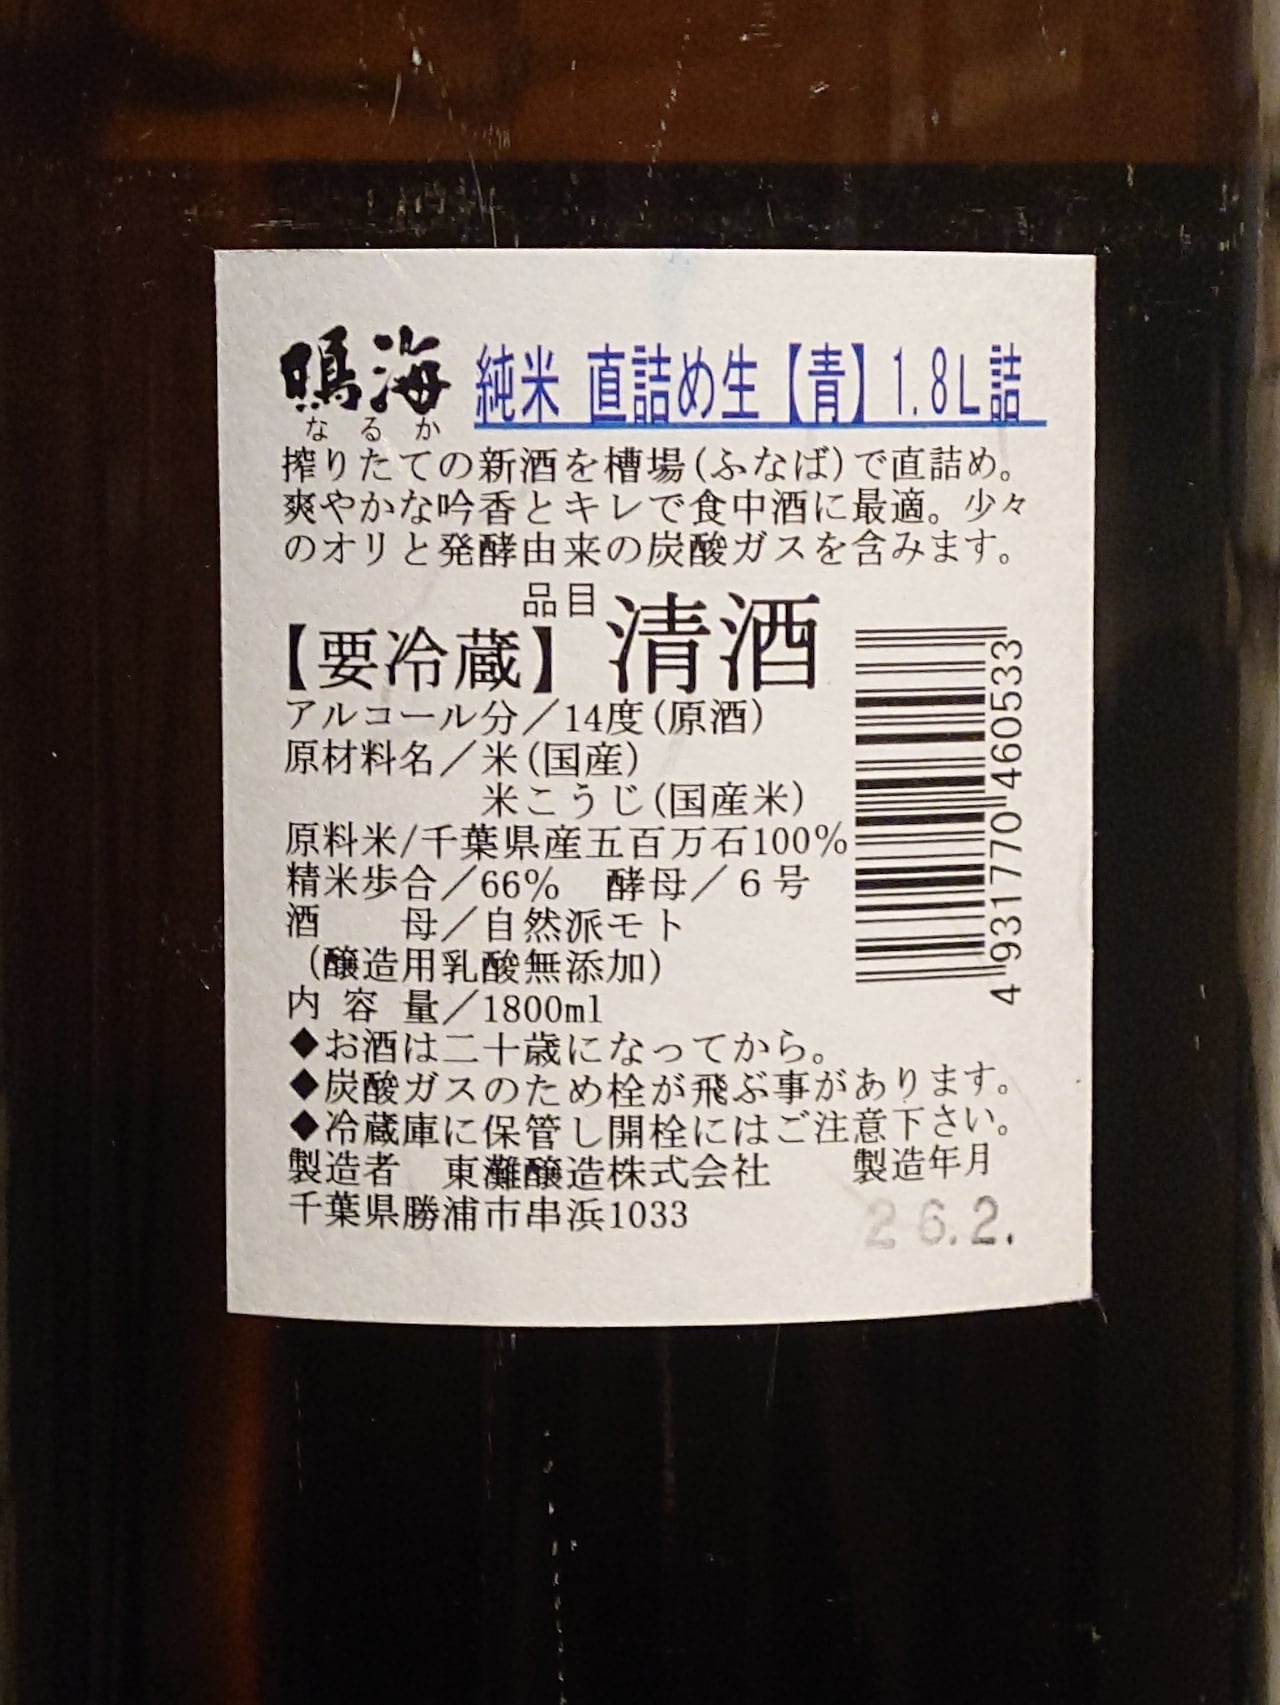 鳴海 純米 直詰め生【青】1.8L詰
なるか
搾りたての新酒を槽場(ふなば)で直詰め。
爽やかな吟香とキレで食中酒に最適。少々
のオリと発酵由来の炭酸ガスを含みます。
品目 清酒
【要冷蔵】
アルコール分／14度(原酒)
原材料名／米(国産)
米こうじ(国産米)
原料米/千葉県産五百万石100%
精米歩合／66%　酵母／６号
酒　　母／自然派モト
(醸造用乳酸無添加)
内 容 量／1800ml
◆お酒は二十歳になってから。
◆炭酸ガスのため栓が飛ぶ事があります。
◆冷蔵庫に保管し開栓にはご注意下さい。
製造者　東灘醸造株式会社　　製造年月
千葉県勝浦市串浜1033
26.2.
4931770460533